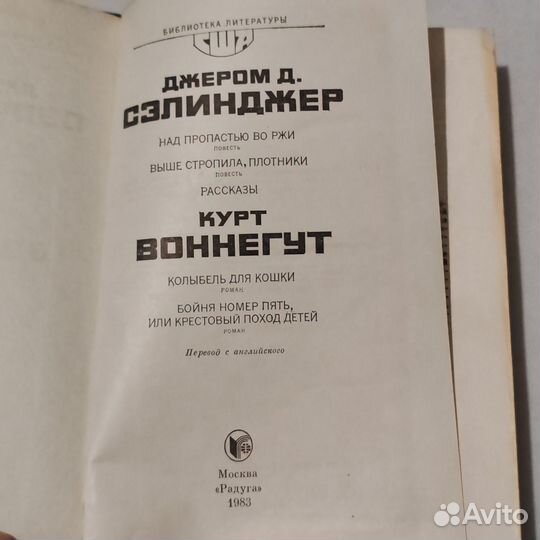 БИБЛИОТЕКА ЛИТЕРАТУРЫ
США
ДЖЕРОМ Д.
СЭЛИНДЖЕР
НАД ПРОПАСТЬЮ ВО РЖИ
ПОВЕСТЬ
ВЫШЕ СТРОПИЛА, ПЛОТНИКИ
ПОВЕСТЬ
РАССКАЗЫ
КУРТ
ВОННЕГУТ
КОЛЫБЕЛЬ ДЛЯ КОШКИ
РОМАН
БОЙНЯ НОМЕР ПЯТЬ,
ИЛИ КРЕСТОВЫЙ ПОХОД ДЕТЕЙ
РОМАН
Перевод с английского
Москва
«Радуга»
1983
Avito